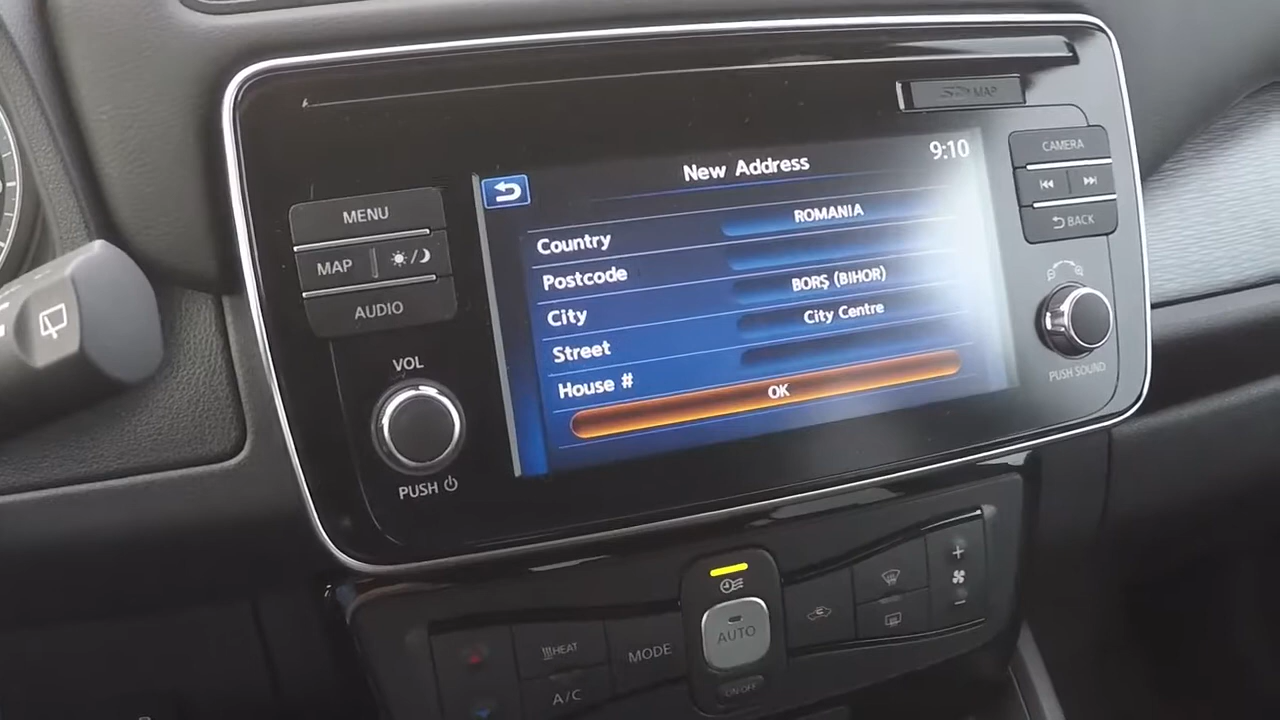 MAP
New Address
9:10
CAMERA
MENU
Country
ROMANIA
MAP
Postcode
BACK
AUDIO
City
BORȘ (BIHOR)
Street
City Centre
House #
OK
VOL
PUSH SOUND
PUSH
HEAT
MODE
AUTO
A/C
ON·OFF